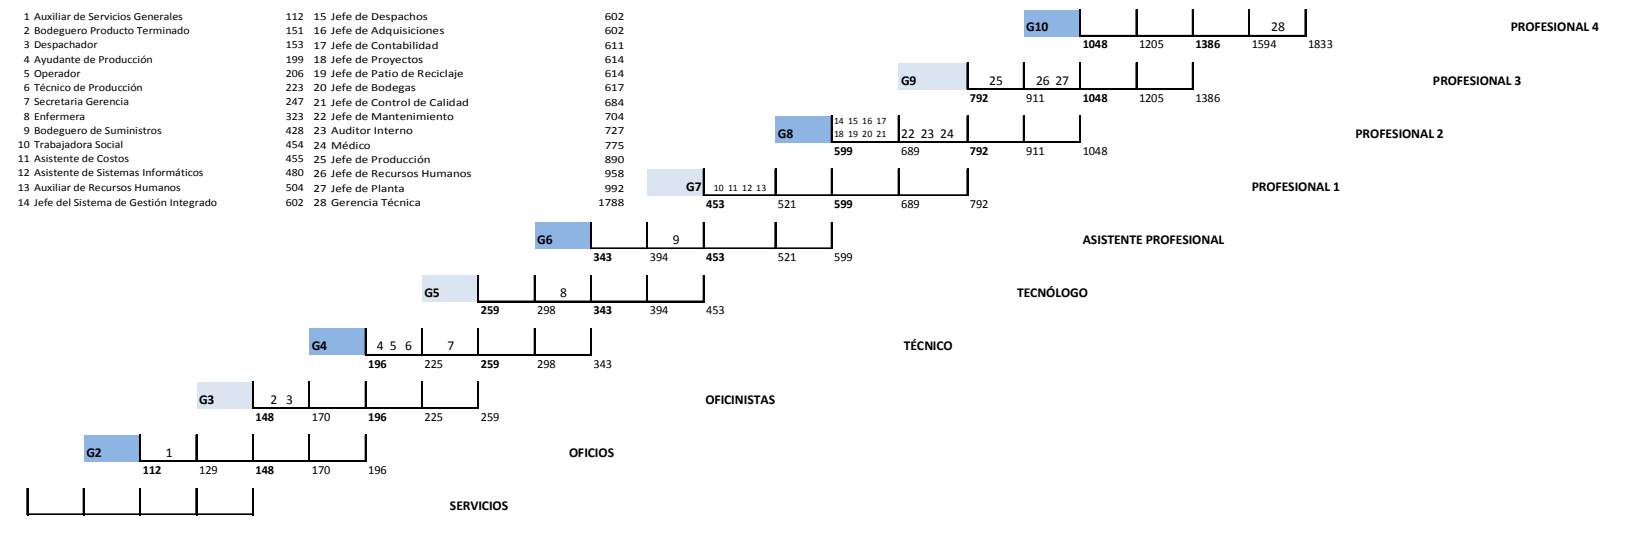 1 Auxiliar de Servicios Generales 112 15 Jefe de Despachos 602
2 Bodeguero Producto Terminado 151 16 Jefe de Adquisiciones 602
3 Despachador 153 17 Jefe de Contabilidad 611
4 Ayudante de Producción 199 18 Jefe de Proyectos 614
5 Operador 206 19 Jefe de Patio de Reciclaje 614
6 Técnico de Producción 223 20 Jefe de Bodegas 617
7 Secretaria Gerencia 247 21 Jefe de Control de Calidad 684
8 Enfermera 323 22 Jefe de Mantenimiento 704
9 Bodeguero de Suministros 428 23 Auditor Interno 727
10 Trabajadora Social 454 24 Médico 775
11 Asistente de Costos 455 25 Jefe de Producción 890
12 Asistente de Sistemas Informáticos 480 26 Jefe de Recursos Humanos 958
13 Auxiliar de Recursos Humanos 504 27 Jefe de Planta 992
14 Jefe del Sistema de Gestión Integrado 602 28 Gerencia Técnica 1788
G10 28 PROFESIONAL 4
1048 1205 1386 1594 1833
G9 25 26 27 PROFESIONAL 3
792 911 1048 1205 1386
14 15 16 17
G8 18 19 20 21 22 23 24 PROFESIONAL 2
599 689 792 911 1048
G7 10 11 12 13 PROFESIONAL 1
453 521 599 689 792
G6 9 ASISTENTE PROFESIONAL
343 394 453 521 599
G5 8 TECNÓLOGO
259 298 343 394 453
G4 4 5 6 7 TÉCNICO
196 225 259 298 343
G3 2 3 OFICINISTAS
148 170 196 225 259
G2 1 OFICIOS
112 129 148 170 196
SERVICIOS